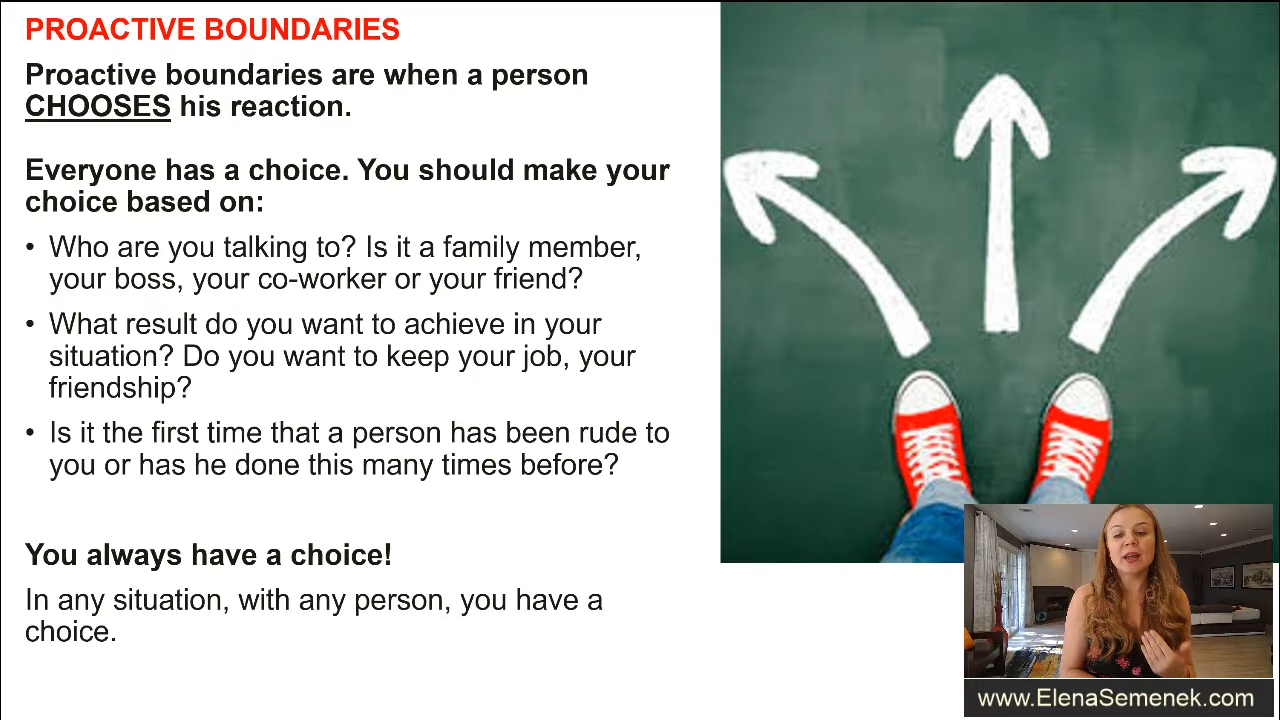 PROACTIVE BOUNDARIES
Proactive boundaries are when a person
CHOOSES his reaction.
Everyone has a choice. You should make your
choice based on:
• Who are you talking to? Is it a family member,
your boss, your co-worker or your friend?
• What result do you want to achieve in your
situation? Do you want to keep your job, your
friendship?
• Is it the first time that a person has been rude to
you or has he done this many times before?
You always have a choice!
In any situation, with any person, you have a
choice.
www.ElenaSemenek.com